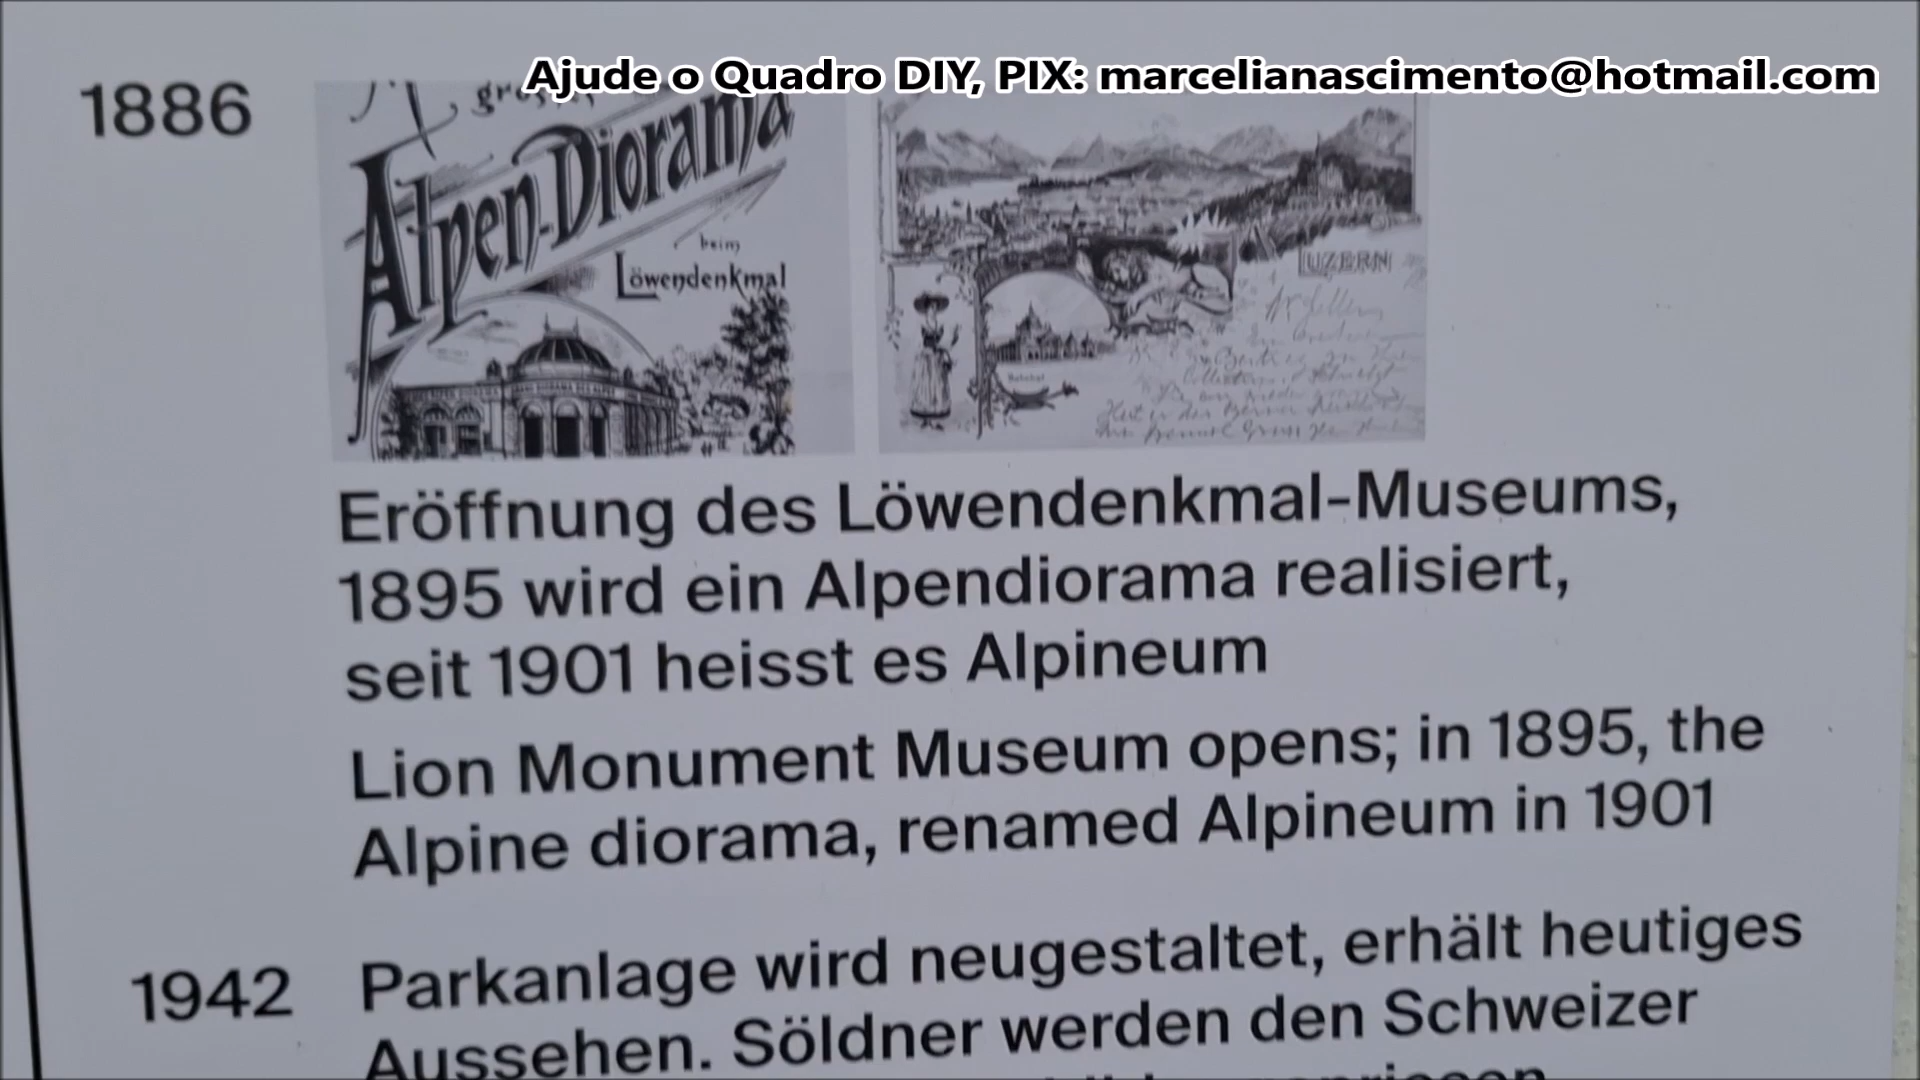 Ajude o Quadro DIY, PIX: marcelianascimento@hotmail.com
1886
Alpen-Diorama
beim
Löwendenkmal
LUZERN
Eröffnung des Löwendenkmal-Museums,
1895 wird ein Alpendiorama realisiert,
seit 1901 heisst es Alpineum
Lion Monument Museum opens; in 1895, the
Alpine diorama, renamed Alpineum in 1901
1942
Parkanlage wird neugestaltet, erhält heutiges
Aussehen. Söldner werden den Schweizer